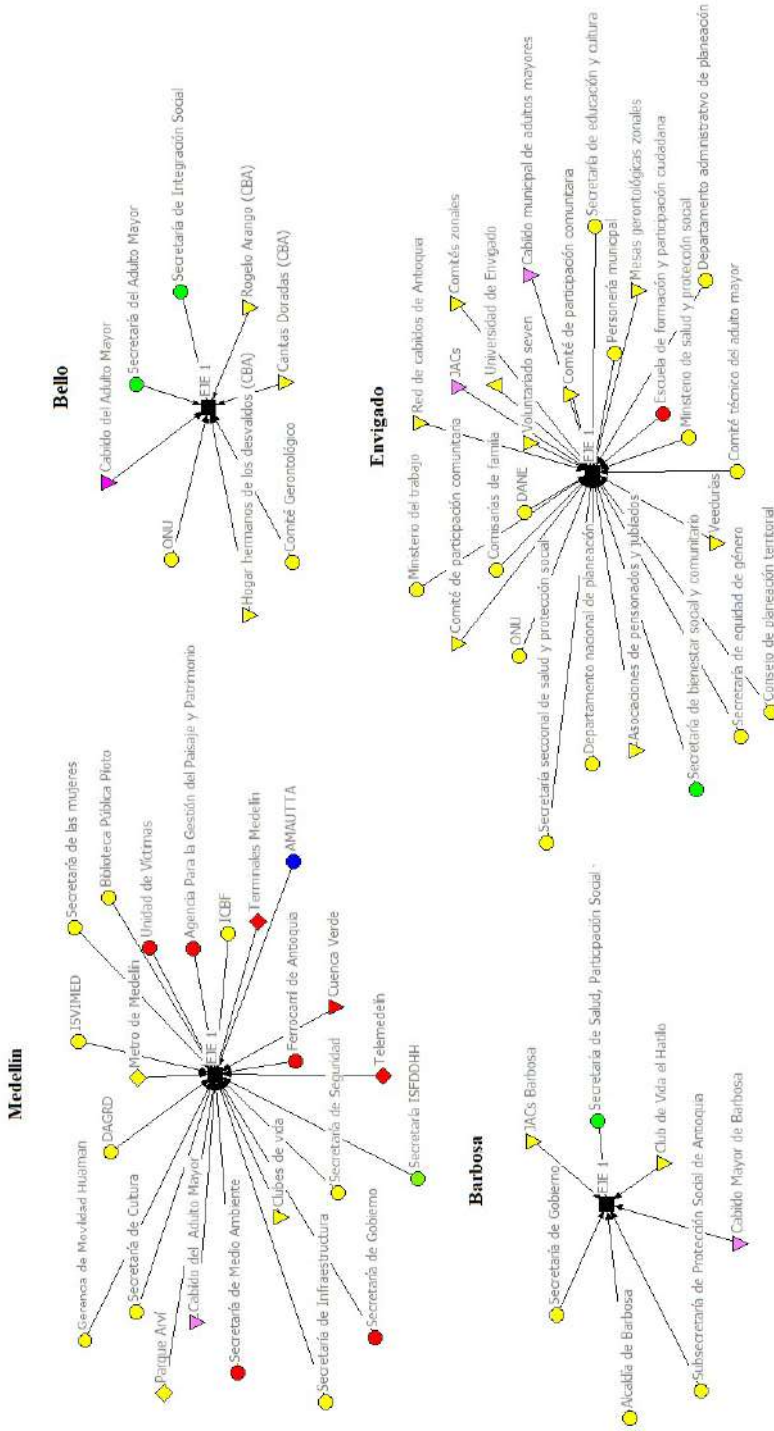 Medellín
Gerencia de Movilidad Huaman
DAGRD
ISVIMED
Secretaría de las mujeres
Biblioteca Pública Piloto
Secretaría de Cultura
Metro de Medellín
Unidad de Víctimas
Parque Arví
Cabildo del Adulto Mayor
EJE 1
Agencia Para la Gestión del Paisaje y Patrimonio
ICBF
Secretaría de Medio Ambiente
Terminales Medellín
Clubes de vida
Ferrocarril de Antioquia
AMAUTTA
Secretaría de Infraestructura
Secretaría de Seguridad
Cuenca Verde
Secretaría de Gobierno
Telemedellín
Secretaría ISFDDHH
Bello
Cabildo del Adulto Mayor
Secretaría del Adulto Mayor
ONU
Secretaría de Integración Social
EJE 1
Hogar hermanos de los desvalidos (CBA)
Rogelio Arango (CBA)
Comité Gerontológico
Canitas Doradas (CBA)
Barbosa
JACs Barbosa
Secretaría de Gobierno
Secretaría de Salud, Participación Social
EJE 1
Alcaldía de Barbosa
Club de Vida el Hatillo
Subsecretaría de Protección Social de Antioquia
Cabildo Mayor de Barbosa
Envigado
Ministerio del trabajo
Red de cabildos de Antioquia
Comités zonales
Comité de participación comunitaria
JACs
Comisarías de familia
Universidad de Envigado
ONU
DANE
Voluntariado seven
Cabildo municipal de adultos mayores
Secretaría seccional de salud y protección social
Comité de participación comunitaria
EJE 1
Secretaría de educación y cultura
Departamento nacional de planeación
Personería municipal
Asociaciones de pensionados y jubilados
Mesas gerontológicas zonales
Escuela de formación y participación ciudadana
Secretaría de bienestar social y comunitario
Ministerio de salud y protección social
Veedurías
Departamento administrativo de planeación
Secretaría de equidad de género
Comité técnico del adulto mayor
Consejo de planeación territorial